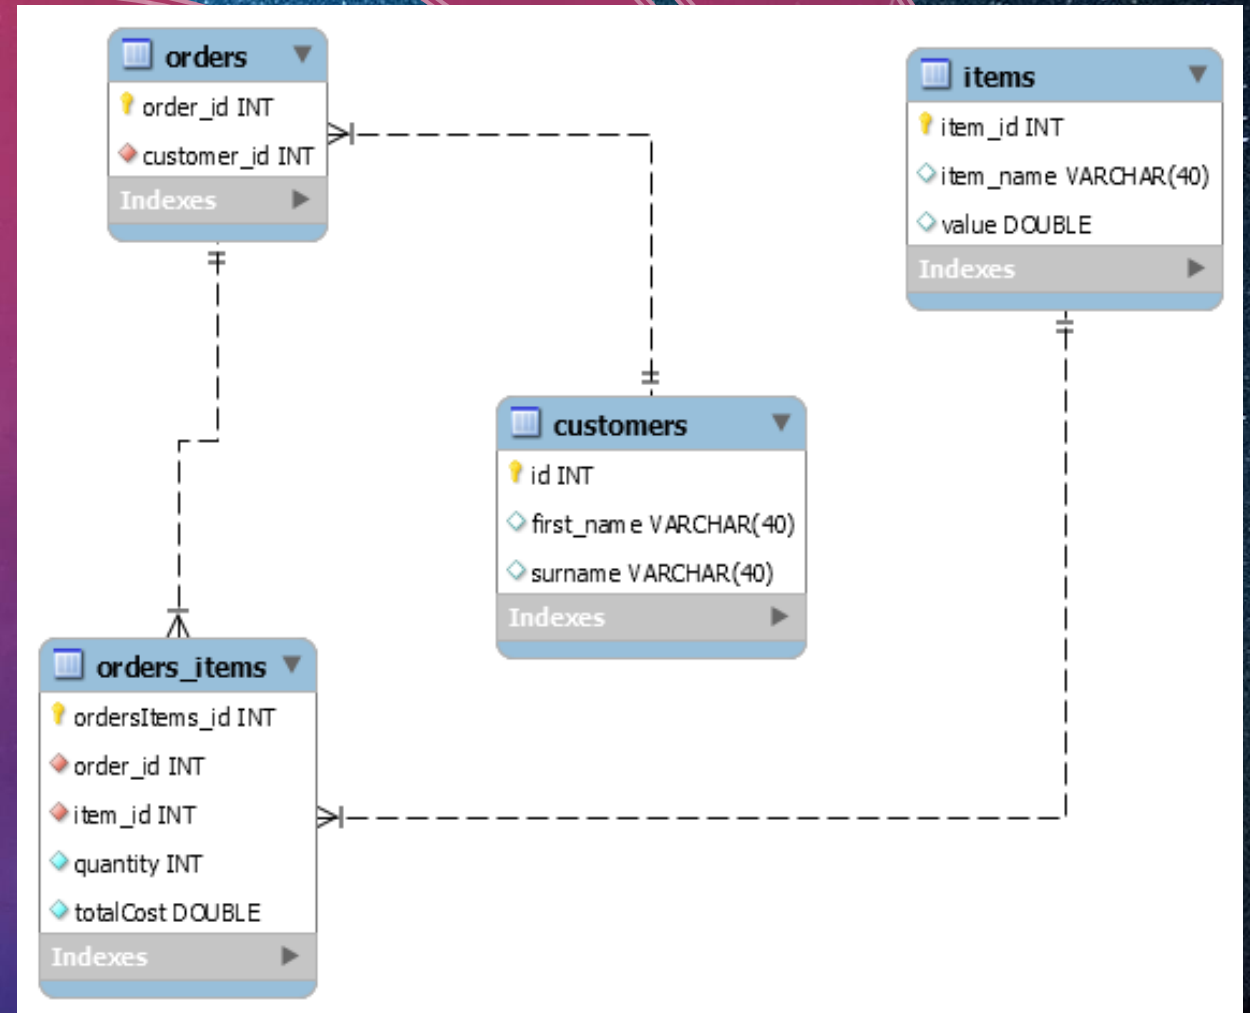 orders
order_id INT
customer_id INT
Indexes
items
item_id INT
item_name VARCHAR(40)
value DOUBLE
Indexes
customers
id INT
first_name VARCHAR(40)
surname VARCHAR(40)
Indexes
orders_items
ordersItems_id INT
order_id INT
item_id INT
quantity INT
totalCost DOUBLE
Indexes